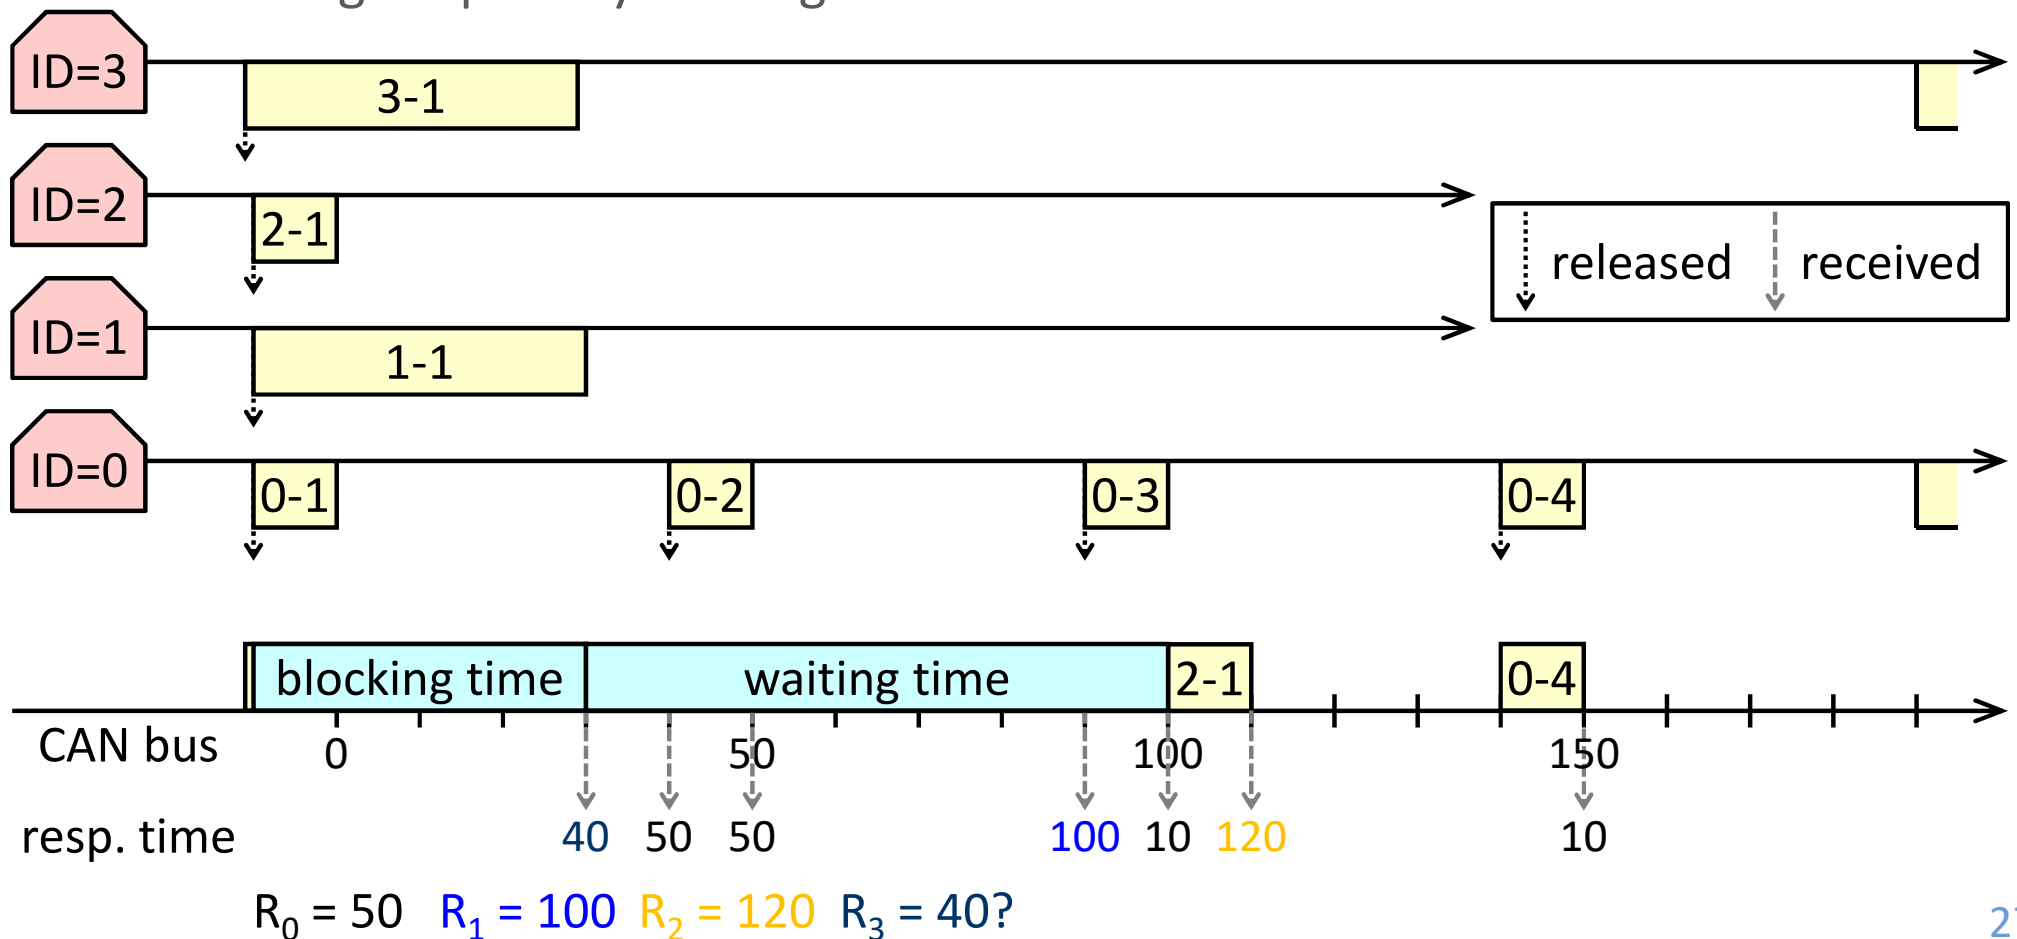 ID=3
3-1
ID=2
2-1
released received
ID=1
1-1
ID=0
0-1 0-2 0-3 0-4
blocking time waiting time 2-1 0-4
CAN bus 0 50 100 150
resp. time 40 50 50 100 10 120 10
R0 = 50 R1 = 100 R2 = 120 R3 = 40?